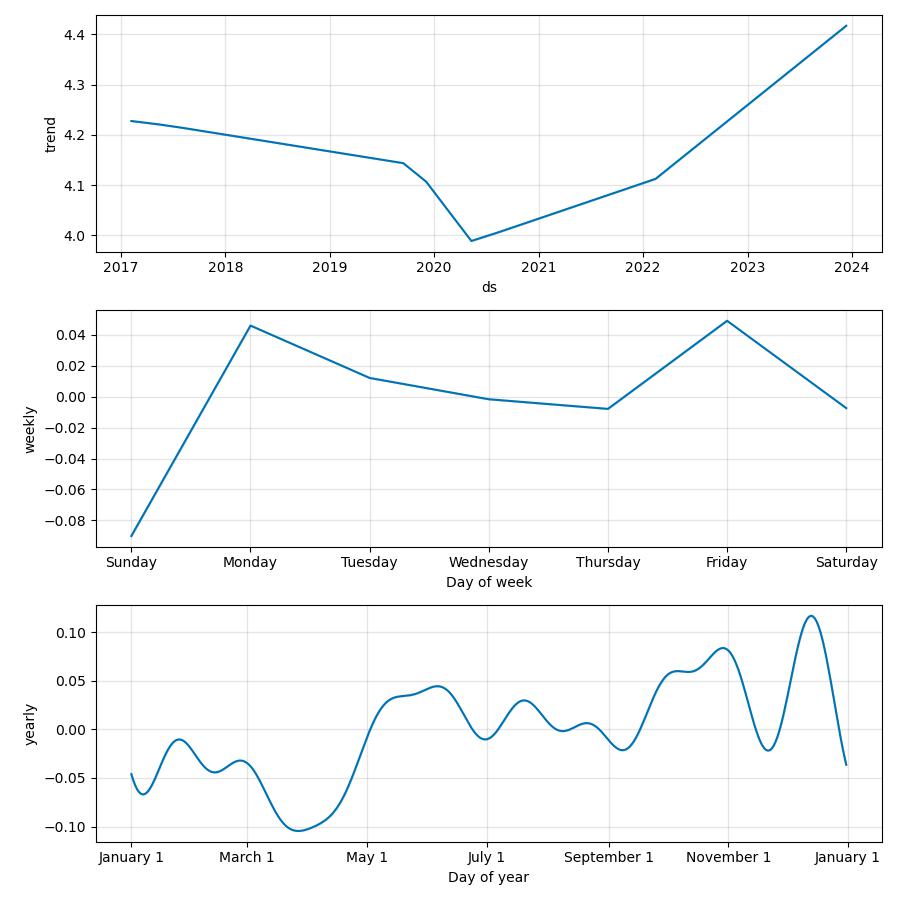 4.4
4.3
4.2
4.1
4.0
trend
2017 2018 2019 2020 2021 2022 2023 2024
ds
0.04
0.02
0.00
−0.02
−0.04
−0.06
−0.08
weekly
Sunday Monday Tuesday Wednesday Thursday Friday Saturday
Day of week
0.10
0.05
0.00
−0.05
−0.10
yearly
January 1 March 1 May 1 July 1 September 1 November 1 January 1
Day of year